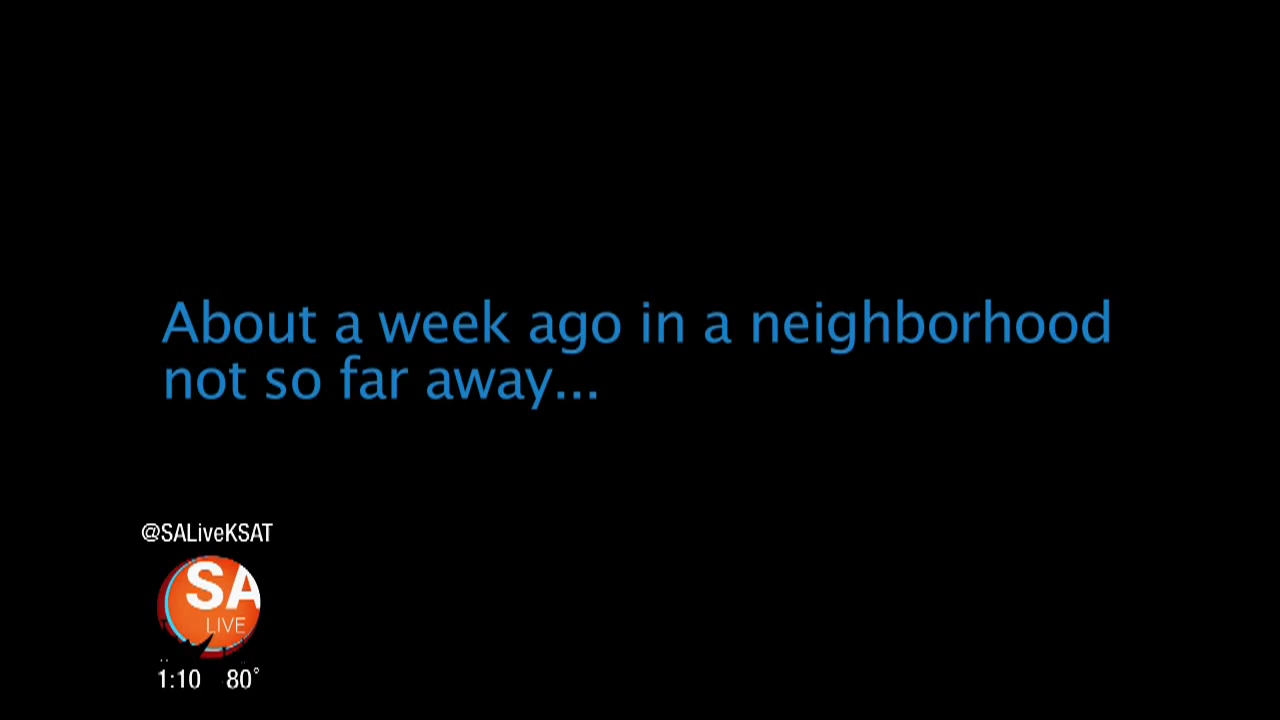 About a week ago in a neighborhood
not so far away...
@SALiveKSAT
SA
LIVE
1:10 80°